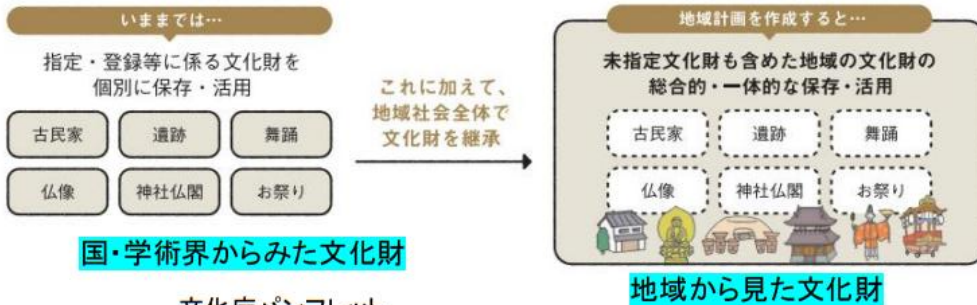 いままでは…
指定・登録等に係る文化財を
個別に保存・活用
古民家
遺跡
舞踊
仏像
神社仏閣
お祭り
国・学術界からみた文化財
これに加えて、
地域社会全体で
文化財を継承
地域計画を作成すると…
未指定文化財も含めた地域の文化財の
総合的・一体的な保存・活用
古民家
遺跡
舞踊
仏像
神社仏閣
お祭り
地域から見た文化財
文化庁パンフレット